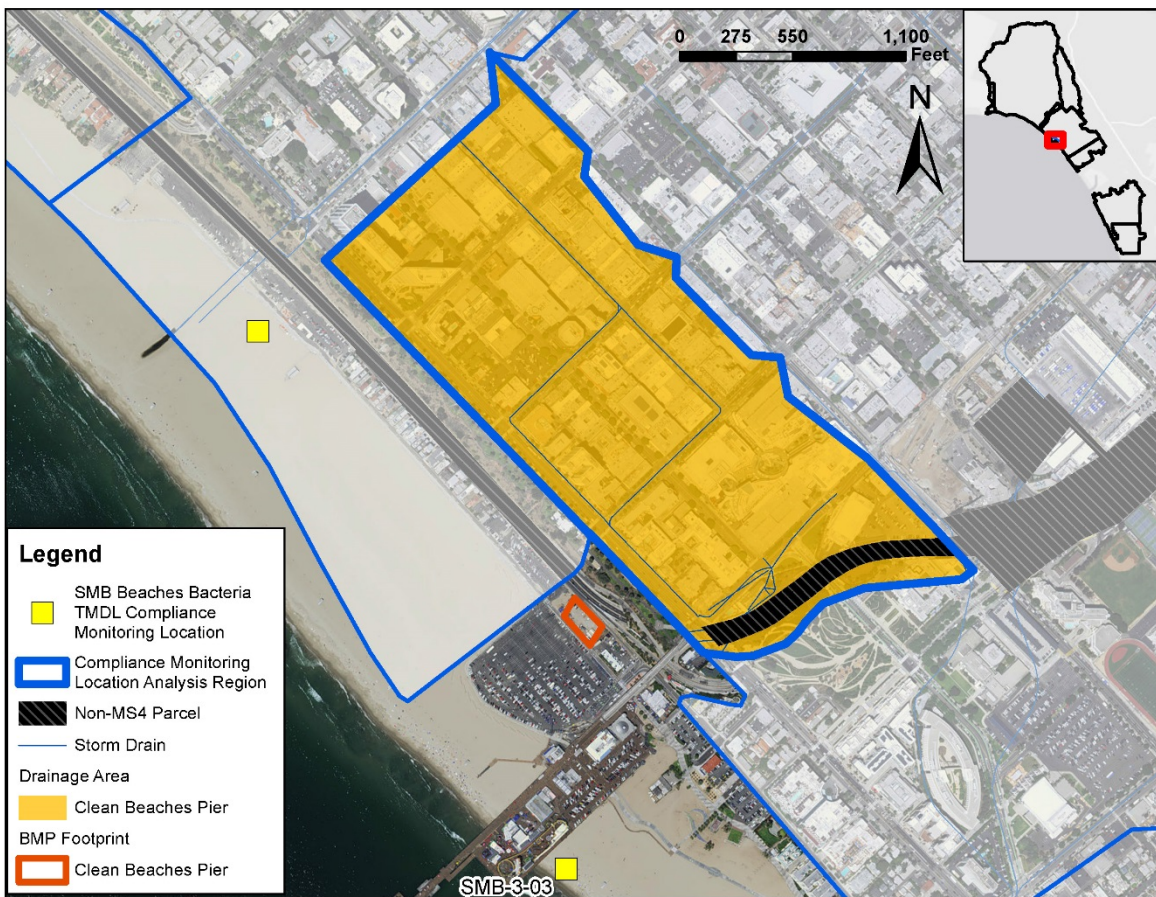 0 275 550 1,100
Feet
N
Legend
SMB Beaches Bacteria
TMDL Compliance
Monitoring Location
Compliance Monitoring
Location Analysis Region
Non-MS4 Parcel
Storm Drain
Drainage Area
Clean Beaches Pier
BMP Footprint
Clean Beaches Pier
SMB-3-03